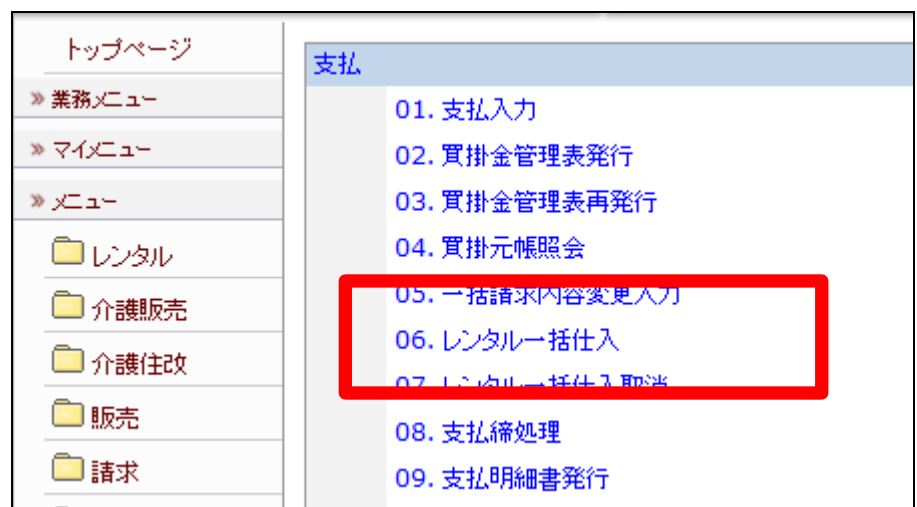 トップページ
» 業務メニュー
» マイメニュー
» メニュー
レンタル
介護販売
介護住改
販売
請求
支払
01. 支払入力
02. 買掛金管理表発行
03. 買掛金管理表再発行
04. 買掛元帳照会
05. 一括請求内容変更入力
06. レンタル一括仕入
07. レンタル一括仕入取消
08. 支払締処理
09. 支払明細書発行